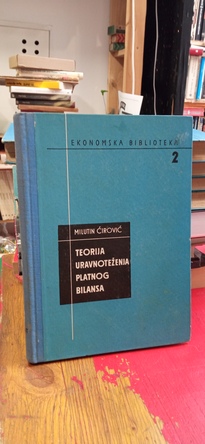 EKONOMSKA BIBLIOTEKA
2
MILUTIN ĆIROVIĆ
TEORIJA
URAVNOTEŽENJA
PLATNOG
BILANSA